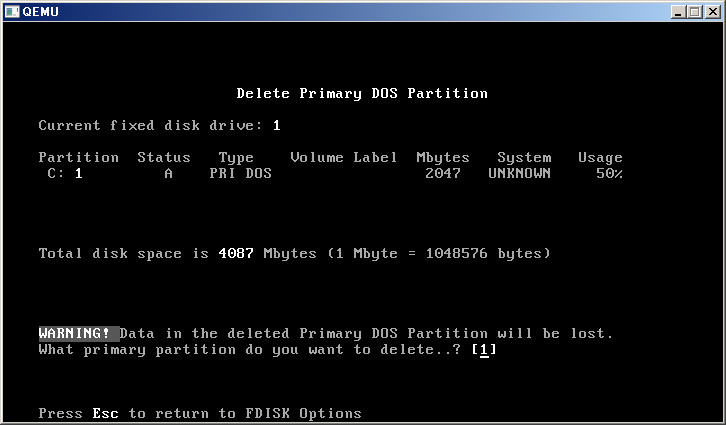 QEMU
Delete Primary DOS Partition
Current fixed disk drive: 1
Partition  Status   Type    Volume Label  Mbytes   System   Usage
 C: 1         A    PRI DOS                 2047   UNKNOWN     50%
Total disk space is 4087 Mbytes (1 Mbyte = 1048576 bytes)
WARNING! Data in the deleted Primary DOS Partition will be lost.
What primary partition do you want to delete..? [1]
Press Esc to return to FDISK Options